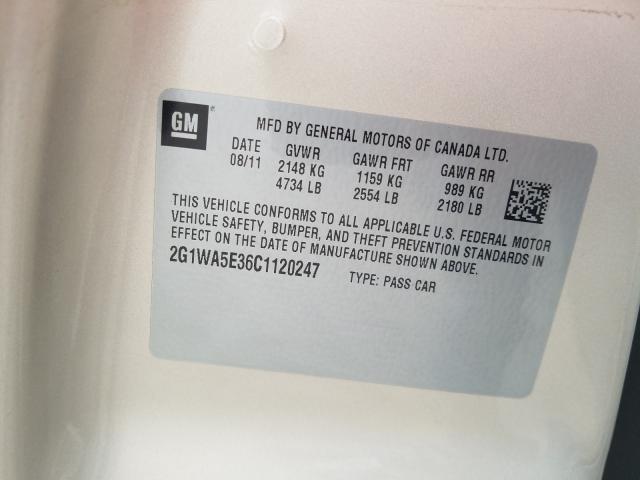 GM
MFD BY GENERAL MOTORS OF CANADA LTD.
DATE GVWR GAWR FRT GAWR RR
08/11 2148 KG 1159 KG 989 KG
4734 LB 2554 LB 2180 LB
THIS VEHICLE CONFORMS TO ALL APPLICABLE U.S. FEDERAL MOTOR
VEHICLE SAFETY, BUMPER, AND THEFT PREVENTION STANDARDS IN
EFFECT ON THE DATE OF MANUFACTURE SHOWN ABOVE.
2G1WA5E36C1120247 TYPE: PASS CAR